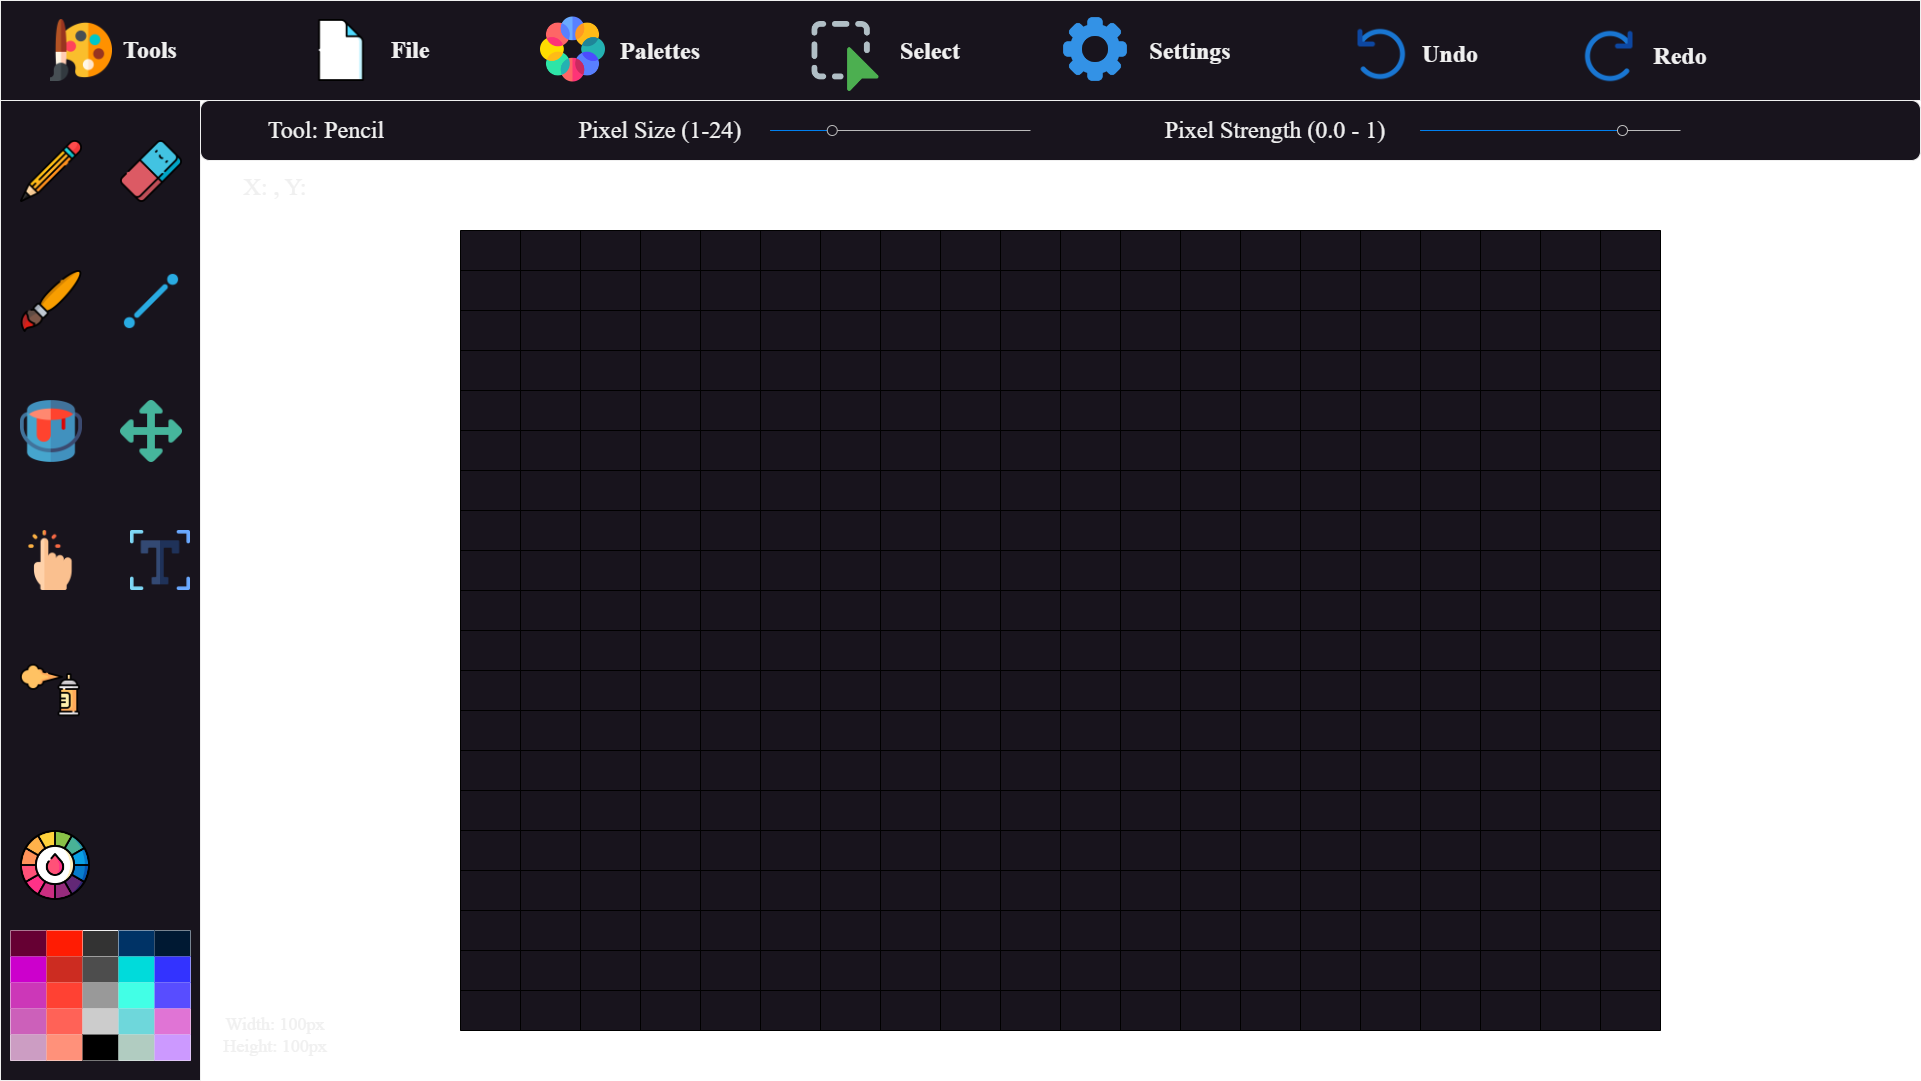 Tools
File
Palettes
Select
Settings
Undo
Redo
Tool: Pencil
Pixel Size (1-24)
Pixel Strength (0.0 - 1)
X: , Y:
T
Width: 100px
Height: 100px